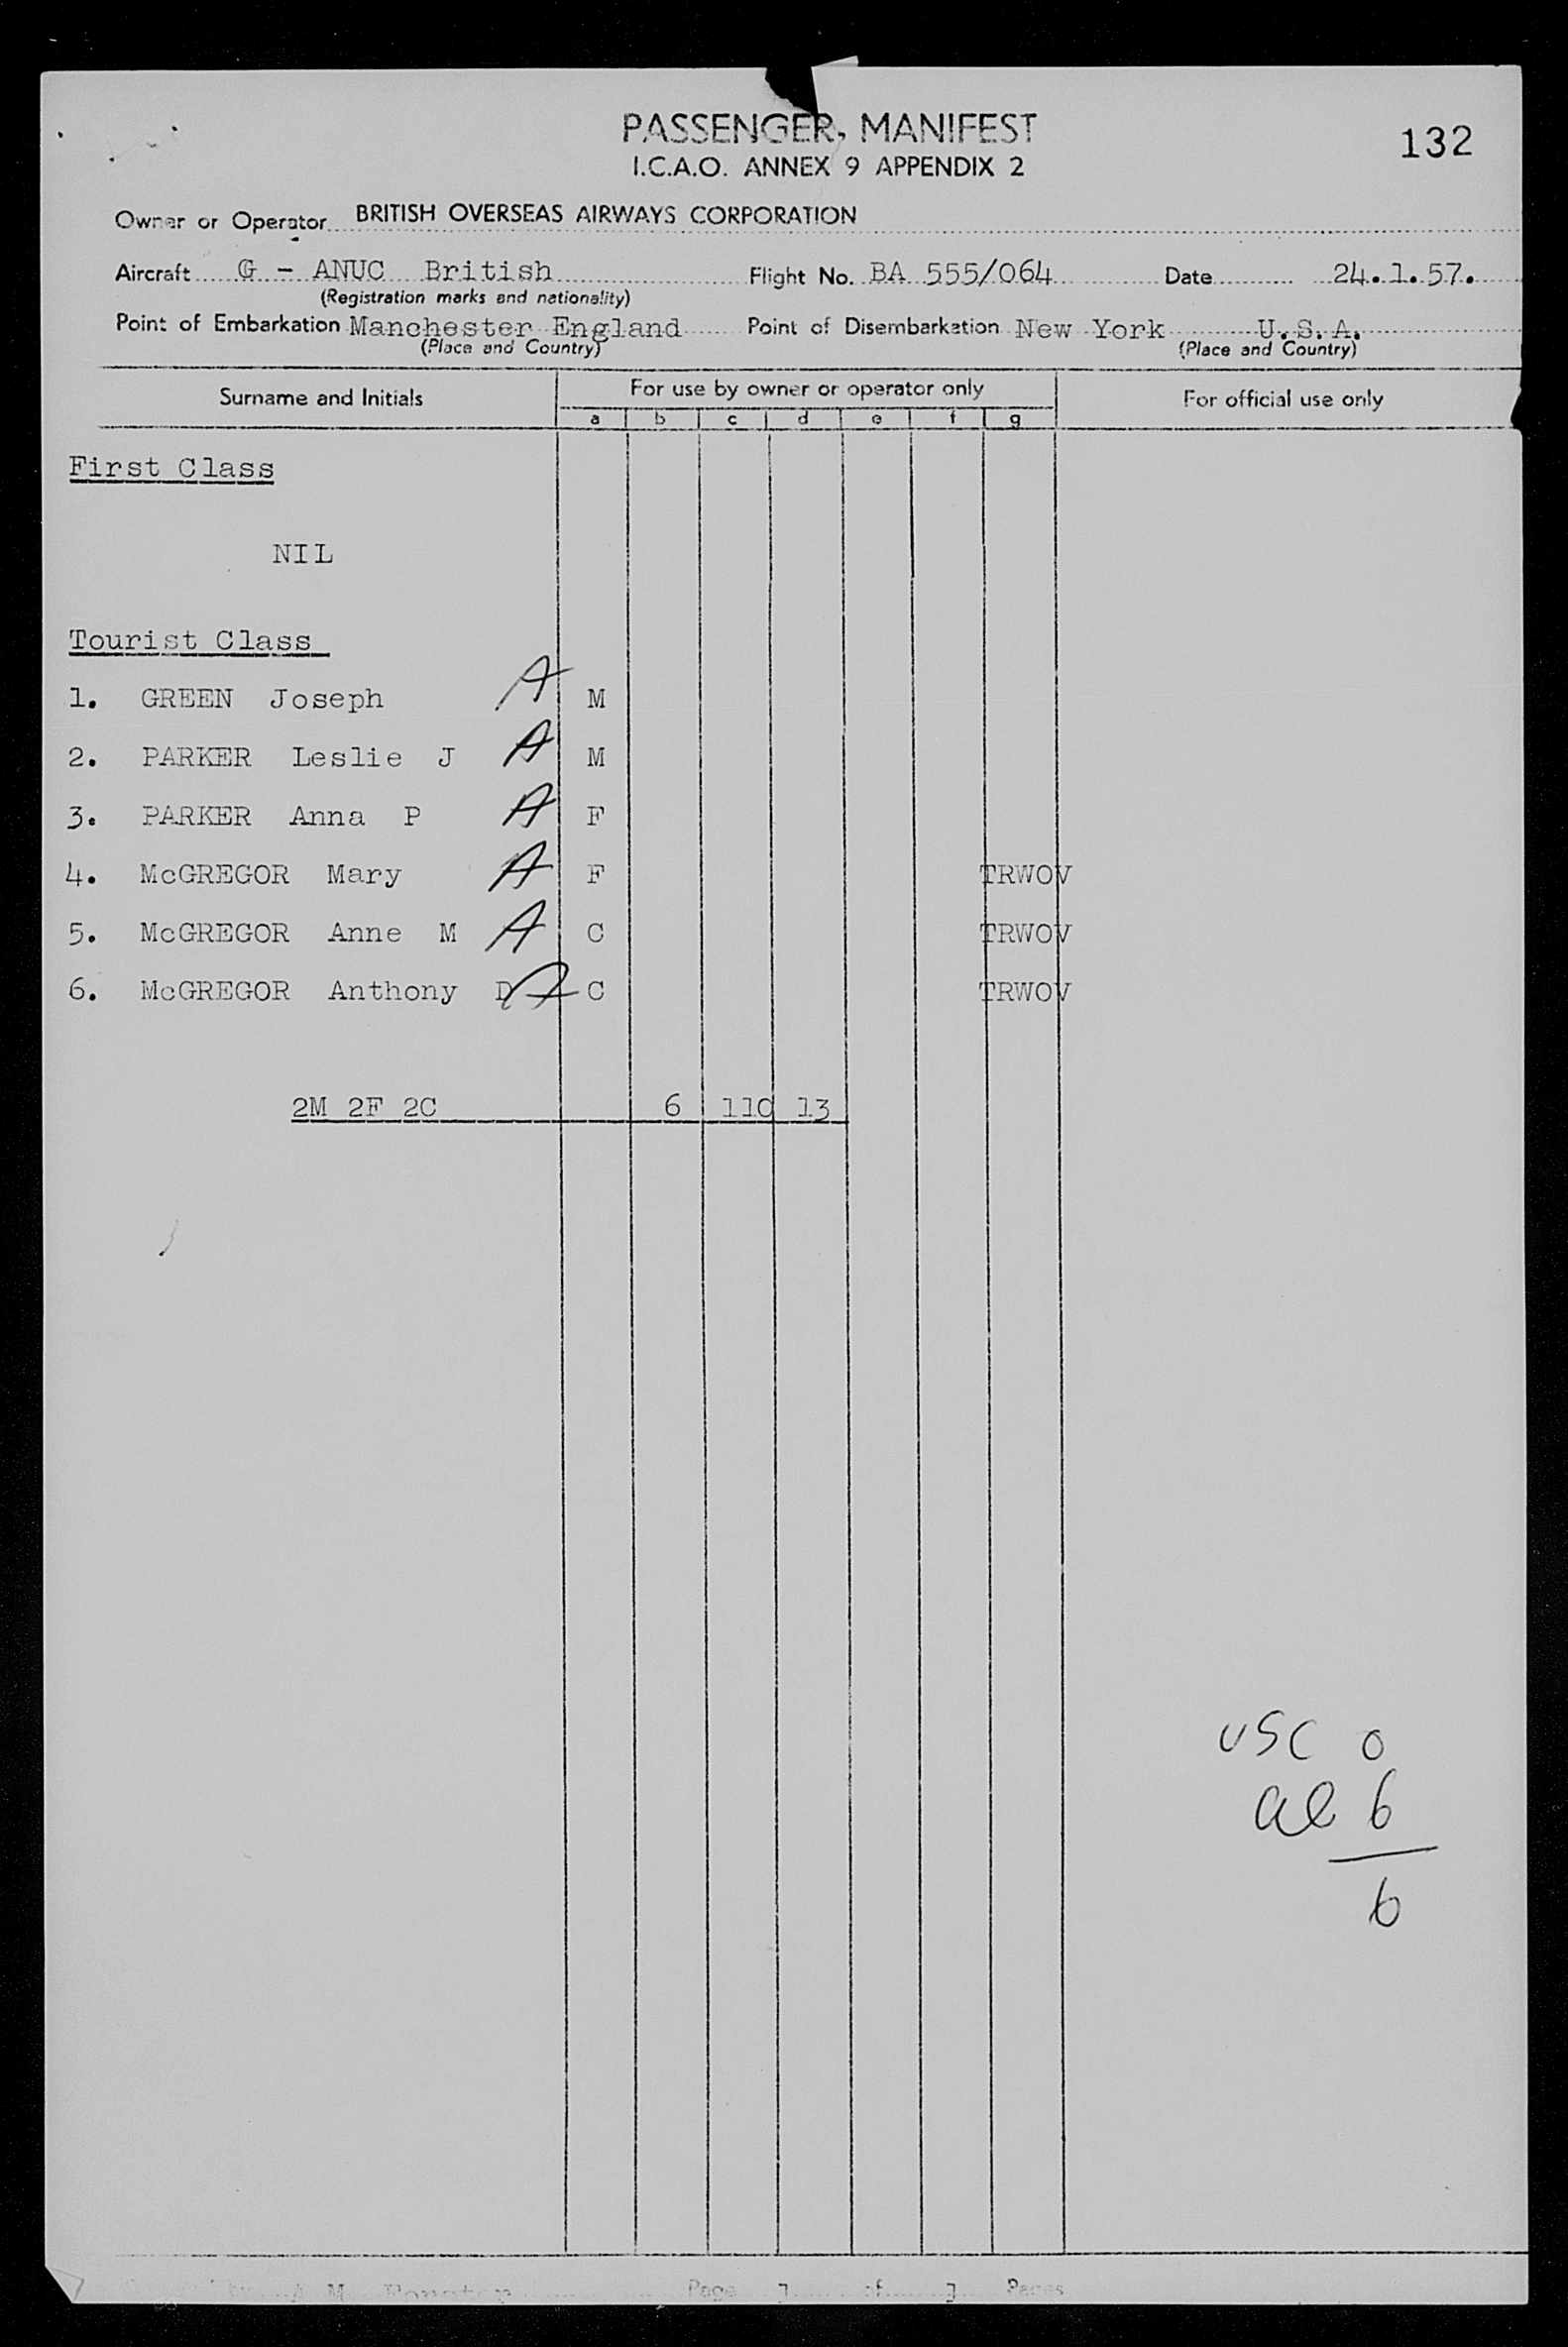 PASSENGER MANIFEST
132
I.C.A.O. ANNEX 9 APPENDIX 2
Owner or Operator BRITISH OVERSEAS AIRWAYS CORPORATION
Aircraft G - ANUC British Flight No. BA 555/064 Date 24.1.57.
(Registration marks and nationality)
Point of Embarkation Manchester England Point of Disembarkation New York U.S.A.
(Place and Country) (Place and Country)
Surname and Initials For use by owner or operator only For official use only
a b c d e f g
First Class
NIL
Tourist Class
1. GREEN Joseph A M
2. PARKER Leslie J A M
3. PARKER Anna P A F
4. McGREGOR Mary A F TRWOV
5. McGREGOR Anne M A C TRWOV
6. McGREGOR Anthony D A C TRWOV
2M 2F 2C 6 110 13
USC 0
al 6
6
A M Page 1 of 1 Pages